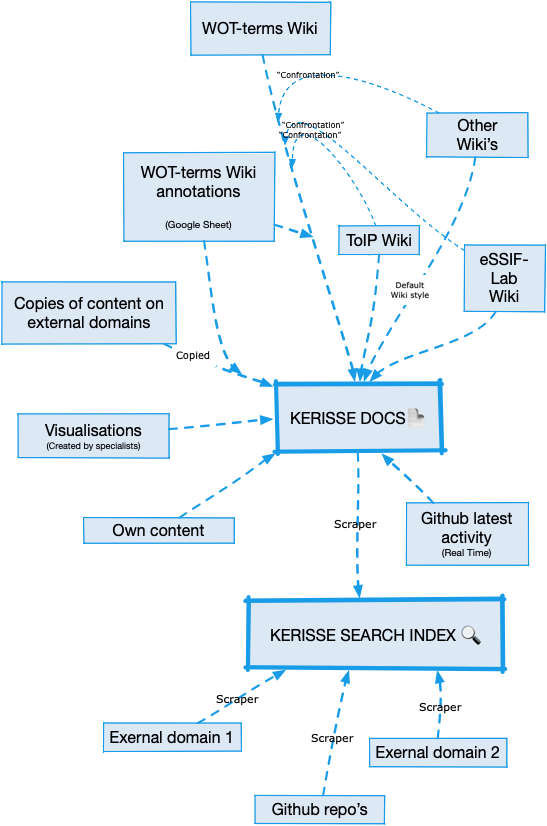 WOT-terms Wiki
“Confrontation”
Other
Wiki’s
“Confrontation”
“Confrontation”
WOT-terms Wiki
annotations
(Google Sheet)
ToIP Wiki
eSSIF-
Lab
Wiki
Default
Wiki style
Copies of content on
external domains
Copied
KERISSE DOCS
Visualisations
(Created by specialists)
Own content
Github latest
activity
(Real Time)
Scraper
KERISSE SEARCH INDEX
Scraper
Scraper
Scraper
Exernal domain 1
Exernal domain 2
Github repo’s